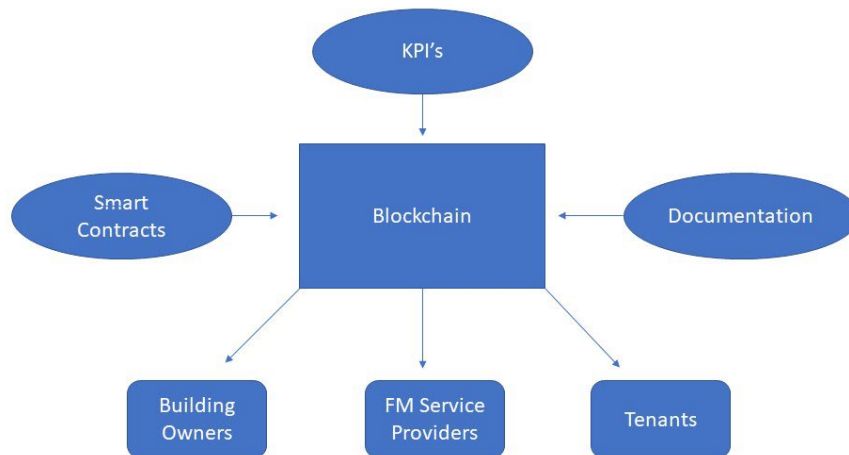 KPI's
Smart
Contracts
Blockchain
Documentation
Building
Owners
FM Service
Providers
Tenants